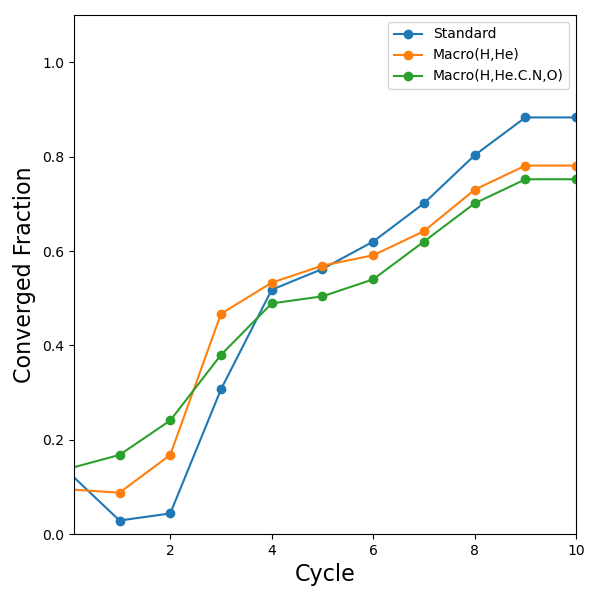 Standard
Macro(H,He)
Macro(H,He.C.N,O)
1.0
0.8
0.6
0.4
0.2
0.0
Converged Fraction
2 4 6 8 10
Cycle